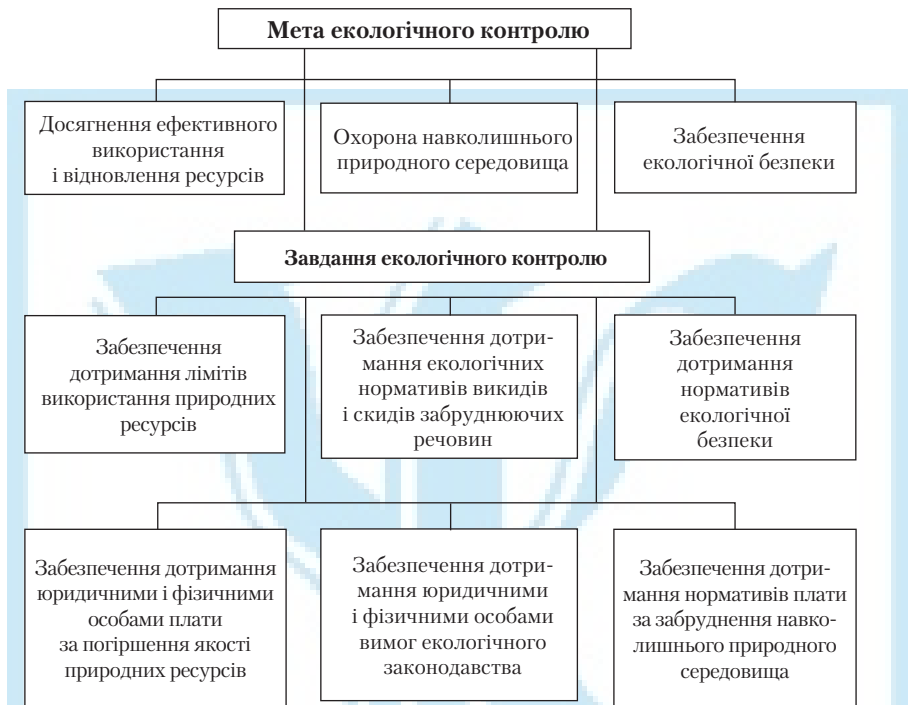 Мета екологічного контролю
Досягнення ефективного
використання
і відновлення ресурсів
Охорона навколишнього
природного середовища
Забезпечення
екологічної безпеки
Завдання екологічного контролю
Забезпечення
дотримання лімітів
використання природних
ресурсів
Забезпечення дотри-
мання екологічних
нормативів викидів
і скидів забруднюючих
речовин
Забезпечення
дотримання
нормативів
екологічної
безпеки
Забезпечення дотримання
юридичними і фізичними
особами плати
за погіршення якості
природних ресурсів
Забезпечення дотри-
мання юридичними
і фізичними особами
вимог екологічного
законодавства
Забезпечення дотри-
мання нормативів плати
за забруднення навко-
лишнього природного
середовища